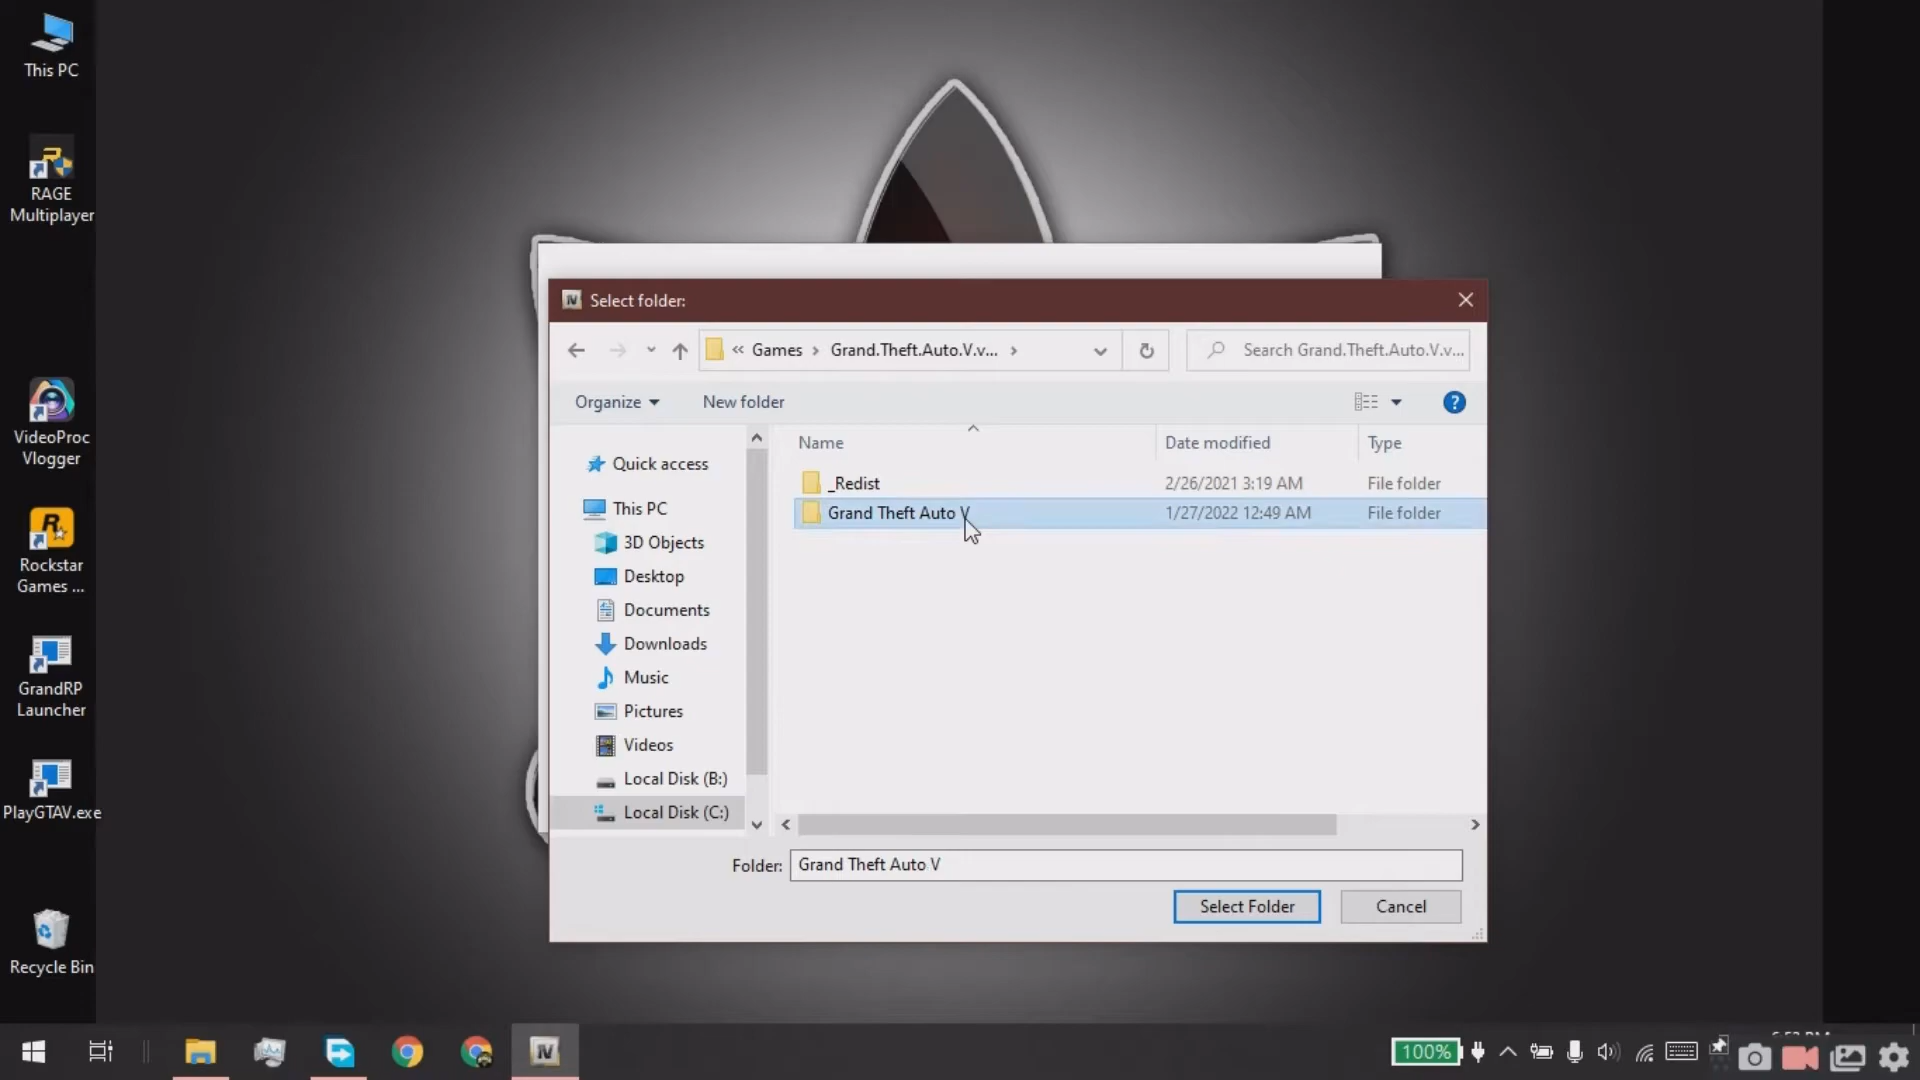 This PC
RAGE
Multiplayer
VideoProc
Vlogger
Rockstar
Games ...
GrandRP
Launcher
PlayGTAV.exe
Recycle Bin
IV Select folder:
« Games › Grand.Theft.Auto.V.v... ›
Search Grand.Theft.Auto.V.v...
Organize
New folder
?
Name Date modified Type
_Redist 2/26/2021 3:19 AM File folder
Grand Theft Auto V 1/27/2022 12:49 AM File folder
Quick access
This PC
3D Objects
Desktop
Documents
Downloads
Music
Pictures
Videos
Local Disk (B:)
Local Disk (C:)
Folder: Grand Theft Auto V
Select Folder
Cancel
IV
100%